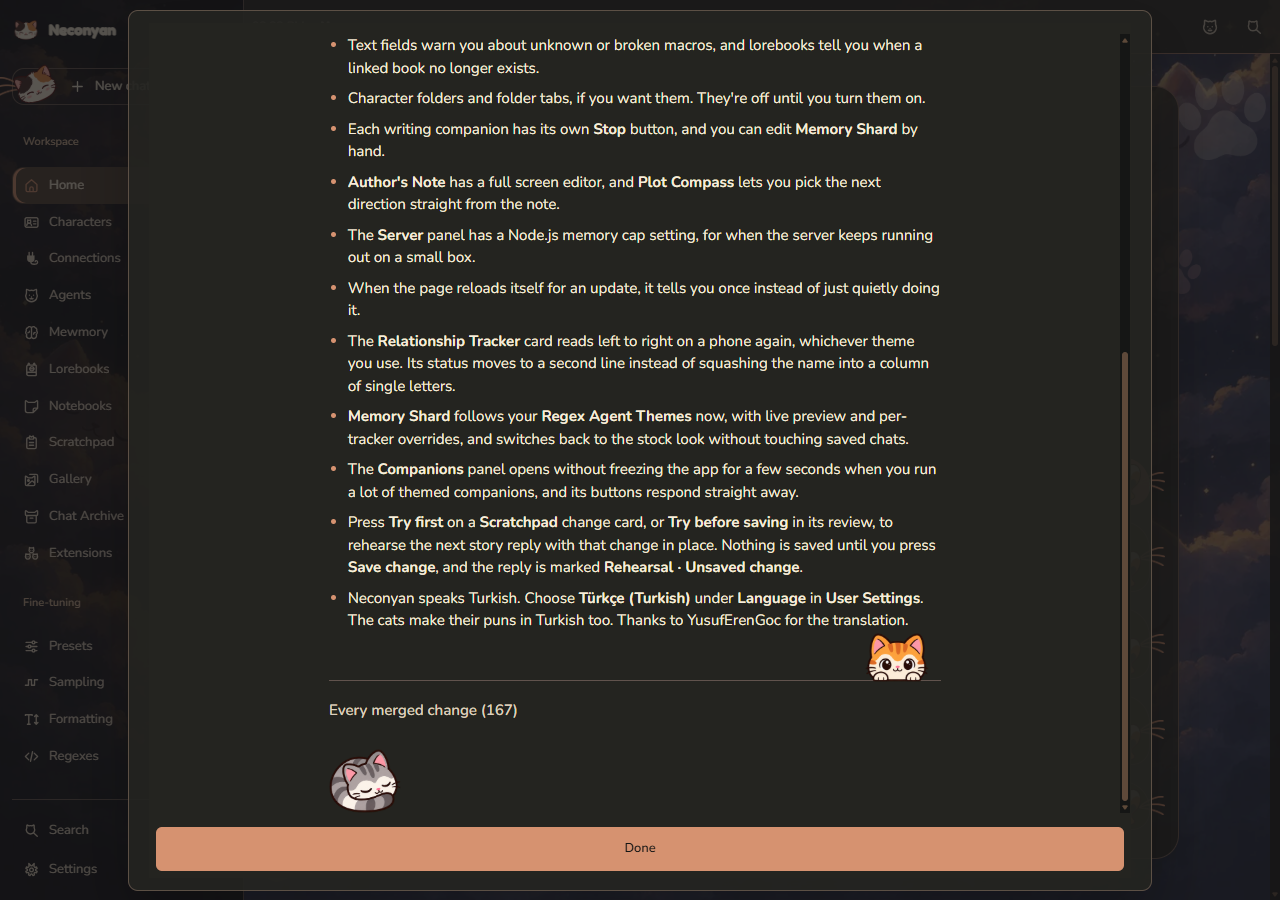 Neconyan
New chat
Workspace
Home
Characters
Connections
Agents
Mewmory
Lorebooks
Notebooks
Scratchpad
Gallery
Chat Archive
Extensions
Fine-tuning
Presets
Sampling
Formatting
Regexes
Search
Settings
Text fields warn you about unknown or broken macros, and lorebooks tell you when a
linked book no longer exists.
Character folders and folder tabs, if you want them. They're off until you turn them on.
Each writing companion has its own Stop button, and you can edit Memory Shard by
hand.
Author's Note has a full screen editor, and Plot Compass lets you pick the next
direction straight from the note.
The Server panel has a Node.js memory cap setting, for when the server keeps running
out on a small box.
When the page reloads itself for an update, it tells you once instead of just quietly doing
it.
The Relationship Tracker card reads left to right on a phone again, whichever theme
you use. Its status moves to a second line instead of squashing the name into a column
of single letters.
Memory Shard follows your Regex Agent Themes now, with live preview and per-
tracker overrides, and switches back to the stock look without touching saved chats.
The Companions panel opens without freezing the app for a few seconds when you run
a lot of themed companions, and its buttons respond straight away.
Press Try first on a Scratchpad change card, or Try before saving in its review, to
rehearse the next story reply with that change in place. Nothing is saved until you press
Save change, and the reply is marked Rehearsal · Unsaved change.
Neconyan speaks Turkish. Choose Türkçe (Turkish) under Language in User Settings.
The cats make their puns in Turkish too. Thanks to YusufErenGoc for the translation.
Every merged change (167)
Done